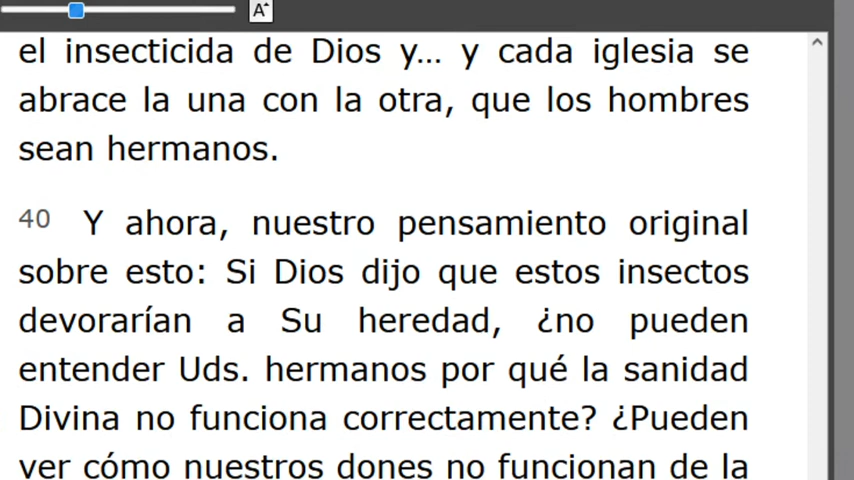 A
el insecticida de Dios y... y cada iglesia se
abrace la una con la otra, que los hombres
sean hermanos.
40 Y ahora, nuestro pensamiento original
sobre esto: Si Dios dijo que estos insectos
devorarían a Su heredad, ¿no pueden
entender Uds. hermanos por qué la sanidad
Divina no funciona correctamente? ¿Pueden
ver cómo nuestros dones no funcionan de la